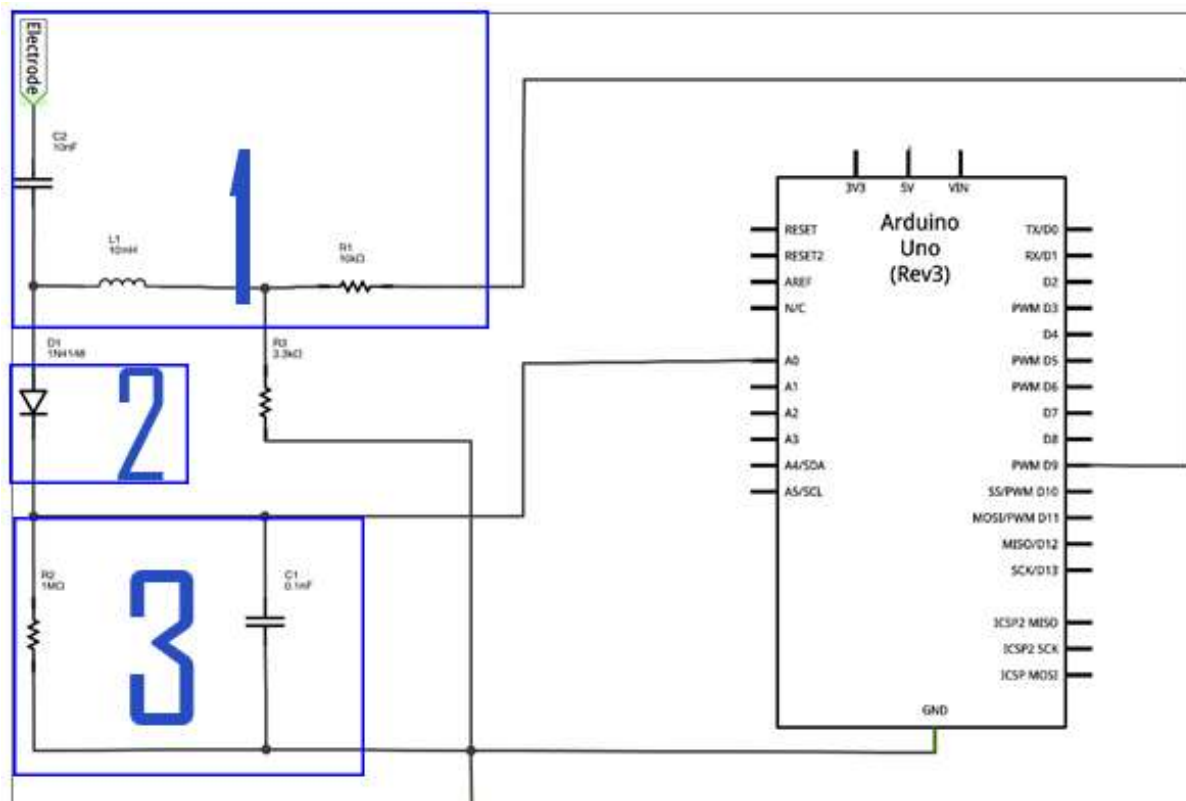 Electrode
C2
10nF
1
L1
10mH
R1
10kΩ
D1
1N4148
R3
3.3kΩ
2
R2
1MΩ
C1
0.1nF
3
3V3
5V
VIN
Arduino
Uno
(Rev3)
RESET
RESET2
AREF
N/C
A0
A1
A2
A3
A4/SDA
A5/SCL
TX/D0
RX/D1
D2
PWM D3
D4
PWM D5
PWM D6
D7
D8
PWM D9
SS/PWM D10
MOSI/PWM D11
MISO/D12
SCK/D13
ICSP2 MISO
ICSP2 SCK
ICSP MOSI
GND